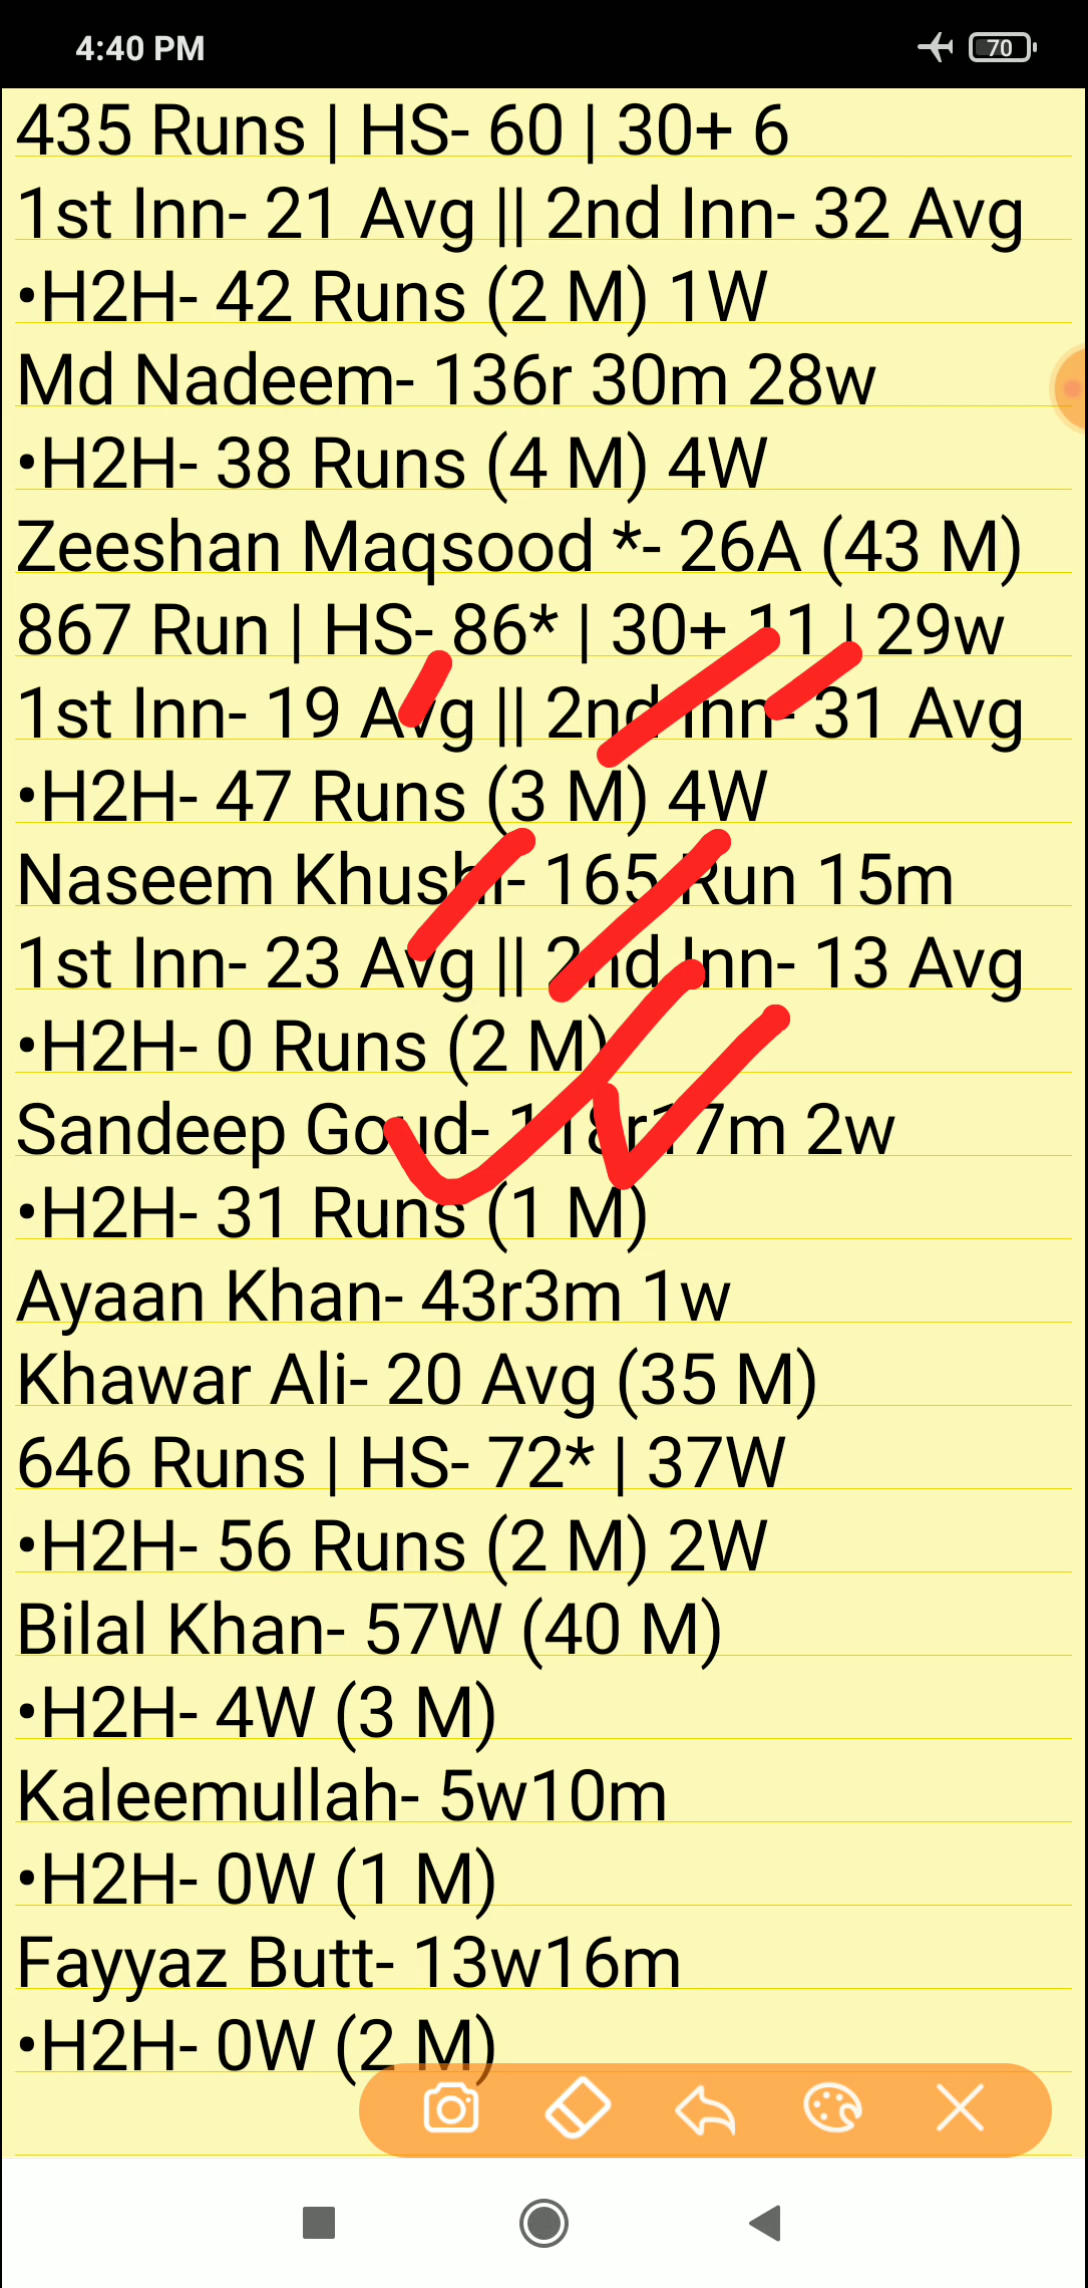 4:40 PM
70
435 Runs | HS- 60 | 30+ 6
1st Inn- 21 Avg || 2nd Inn- 32 Avg
•H2H- 42 Runs (2 M) 1W
Md Nadeem- 136r 30m 28w
•H2H- 38 Runs (4 M) 4W
Zeeshan Maqsood *- 26A (43 M)
867 Run | HS- 86* | 30+ 11 | 29w
1st Inn- 19 Avg || 2nd Inn- 31 Avg
•H2H- 47 Runs (3 M) 4W
Naseem Khushi- 165 Run 15m
1st Inn- 23 Avg || 2nd Inn- 13 Avg
•H2H- 0 Runs (2 M)
Sandeep Goud- 118r17m 2w
•H2H- 31 Runs (1 M)
Ayaan Khan- 43r3m 1w
Khawar Ali- 20 Avg (35 M)
646 Runs | HS- 72* | 37W
•H2H- 56 Runs (2 M) 2W
Bilal Khan- 57W (40 M)
•H2H- 4W (3 M)
Kaleemullah- 5w10m
•H2H- 0W (1 M)
Fayyaz Butt- 13w16m
•H2H- 0W (2 M)